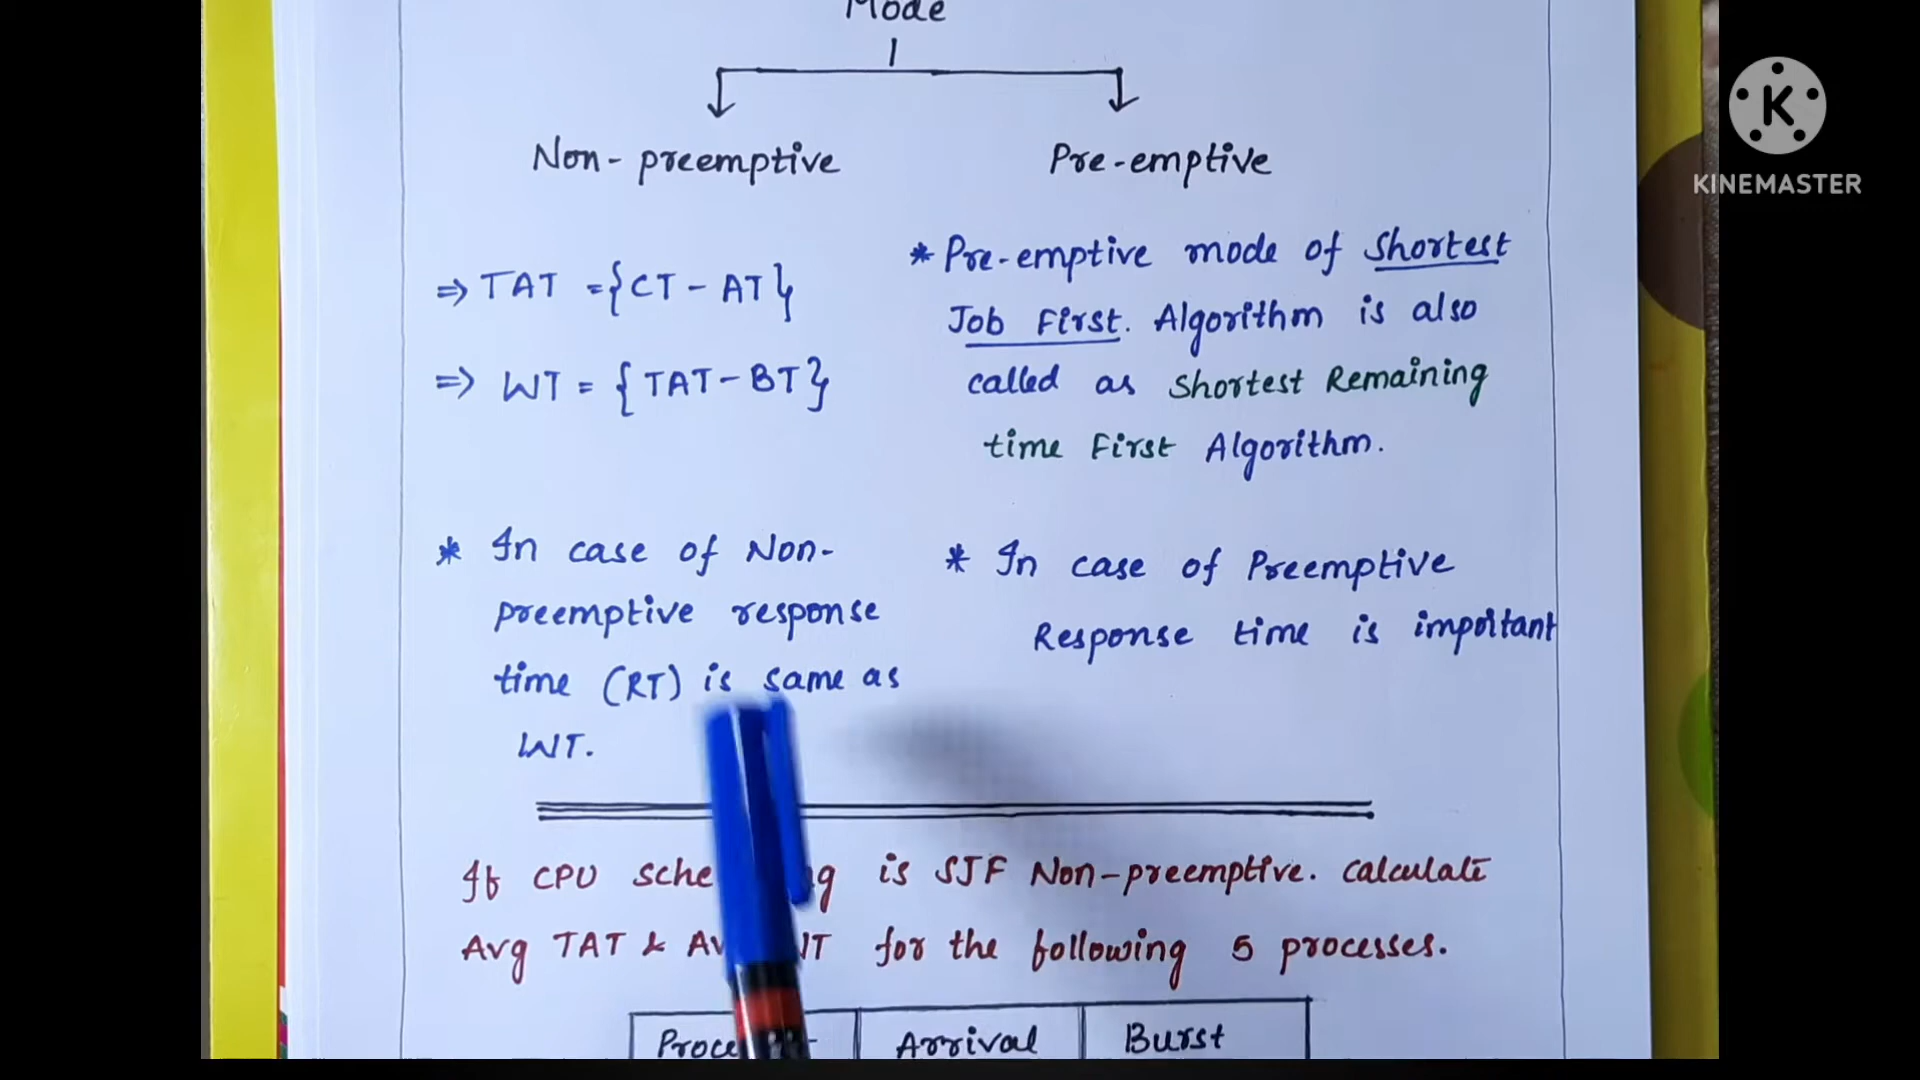 Mode
Non-preemptive
Pre-emptive
⇒ TAT = {CT - AT}
⇒ WT = {TAT - BT}
* Pre-emptive mode of Shortest
Job First. Algorithm is also
called as Shortest Remaining
time First Algorithm.
* In case of Non-
preemptive response
time (RT) is same as
WT.
* In case of Preemptive
Response time is important
If CPU is SJF Non-preemptive. Calculate
Avg TAT & for the following 5 processes.
Arrival Burst
K
KINEMASTER